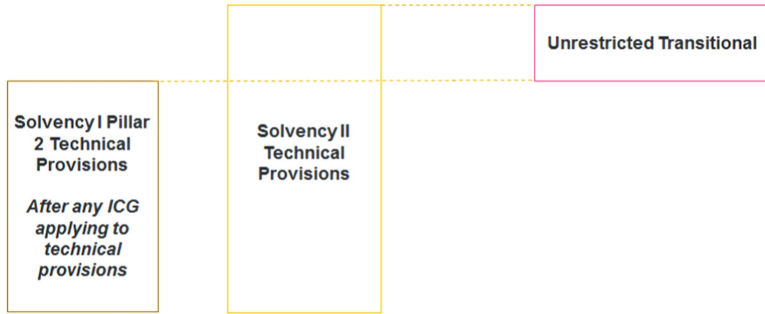 Solvency I Pillar
2 Technical
Provisions
After any ICG
applying to
technical
provisions
Solvency II
Technical
Provisions
Unrestricted Transitional